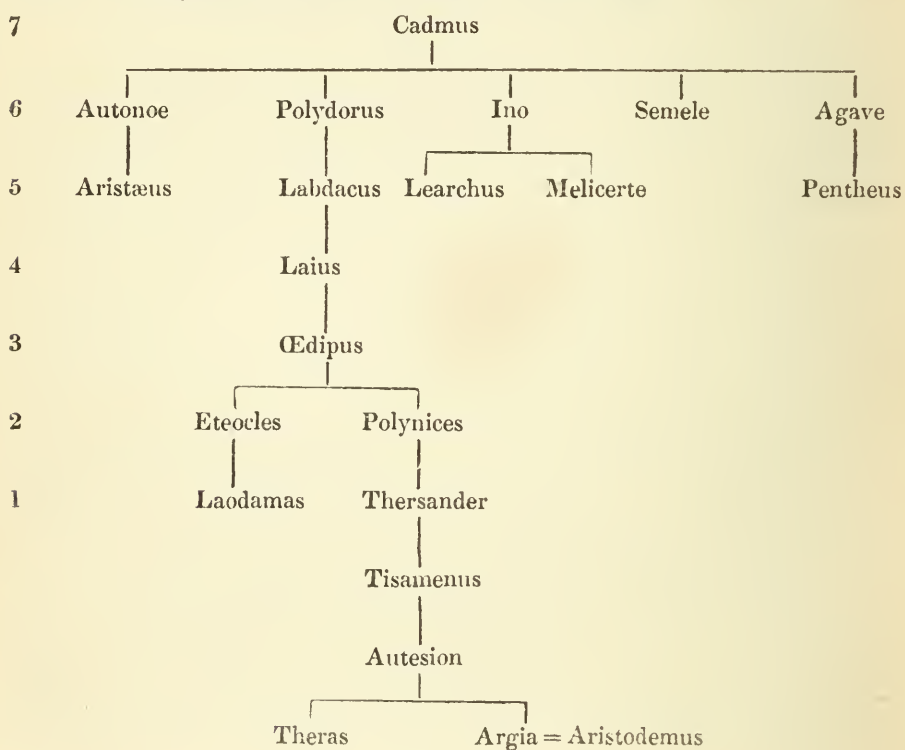 7 Cadmus
6 Autonoe Polydorus Ino Semele Agave
5 Aristæus Labdacus Learchus Melicerte Pentheus
4 Laius
3 Œdipus
2 Eteocles Polynices
1 Laodamas Thersander
Tisamenus
Autesion
Theras Argia = Aristodemus